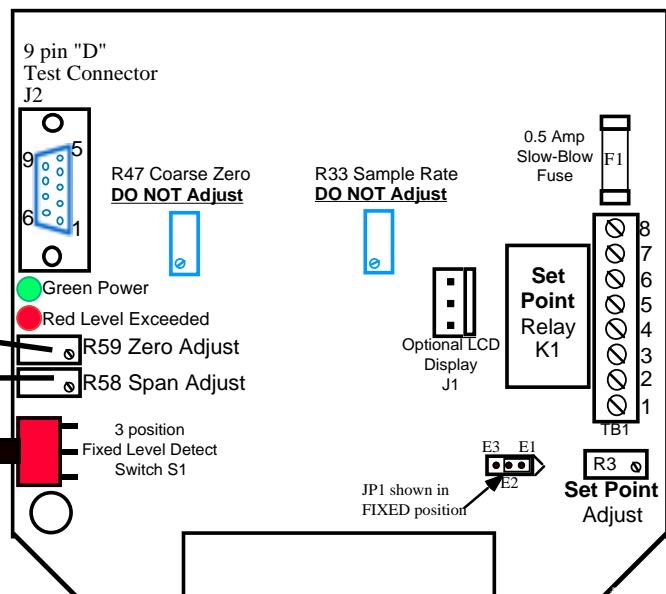 9 pin "D"
Test Connector
J2
5
9
6
1
R47 Coarse Zero
DO NOT Adjust
R33 Sample Rate
DO NOT Adjust
0.5 Amp
Slow-Blow
Fuse
F1
8
7
6
5
4
3
2
1
TB1
Set
Point
Relay
K1
Green Power
Red Level Exceeded
R59 Zero Adjust
R58 Span Adjust
Optional LCD
Display
J1
3 position
Fixed Level Detect
Switch S1
E3 E1
E2
JP1 shown in
FIXED position
R3
Set Point
Adjust